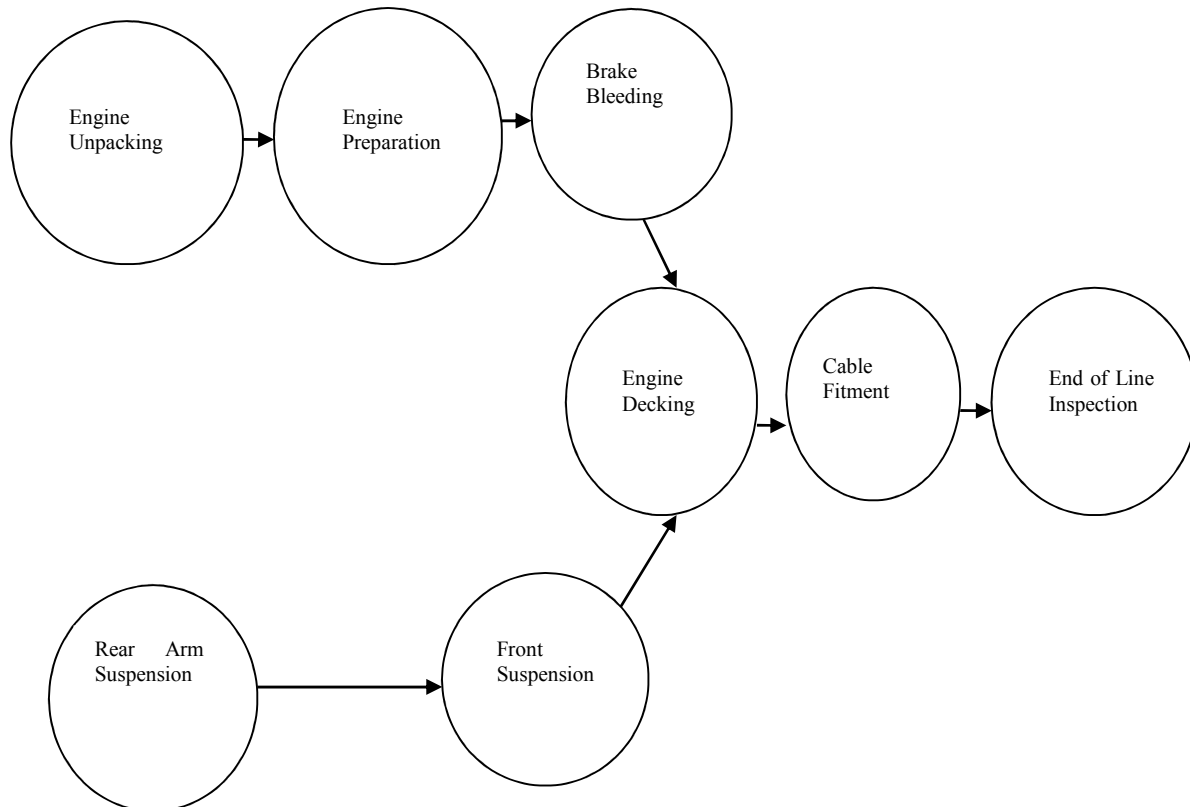 Engine
Unpacking
Engine
Preparation
Brake
Bleeding
Engine
Decking
Cable
Fitment
End of Line
Inspection
Rear Arm
Suspension
Front
Suspension